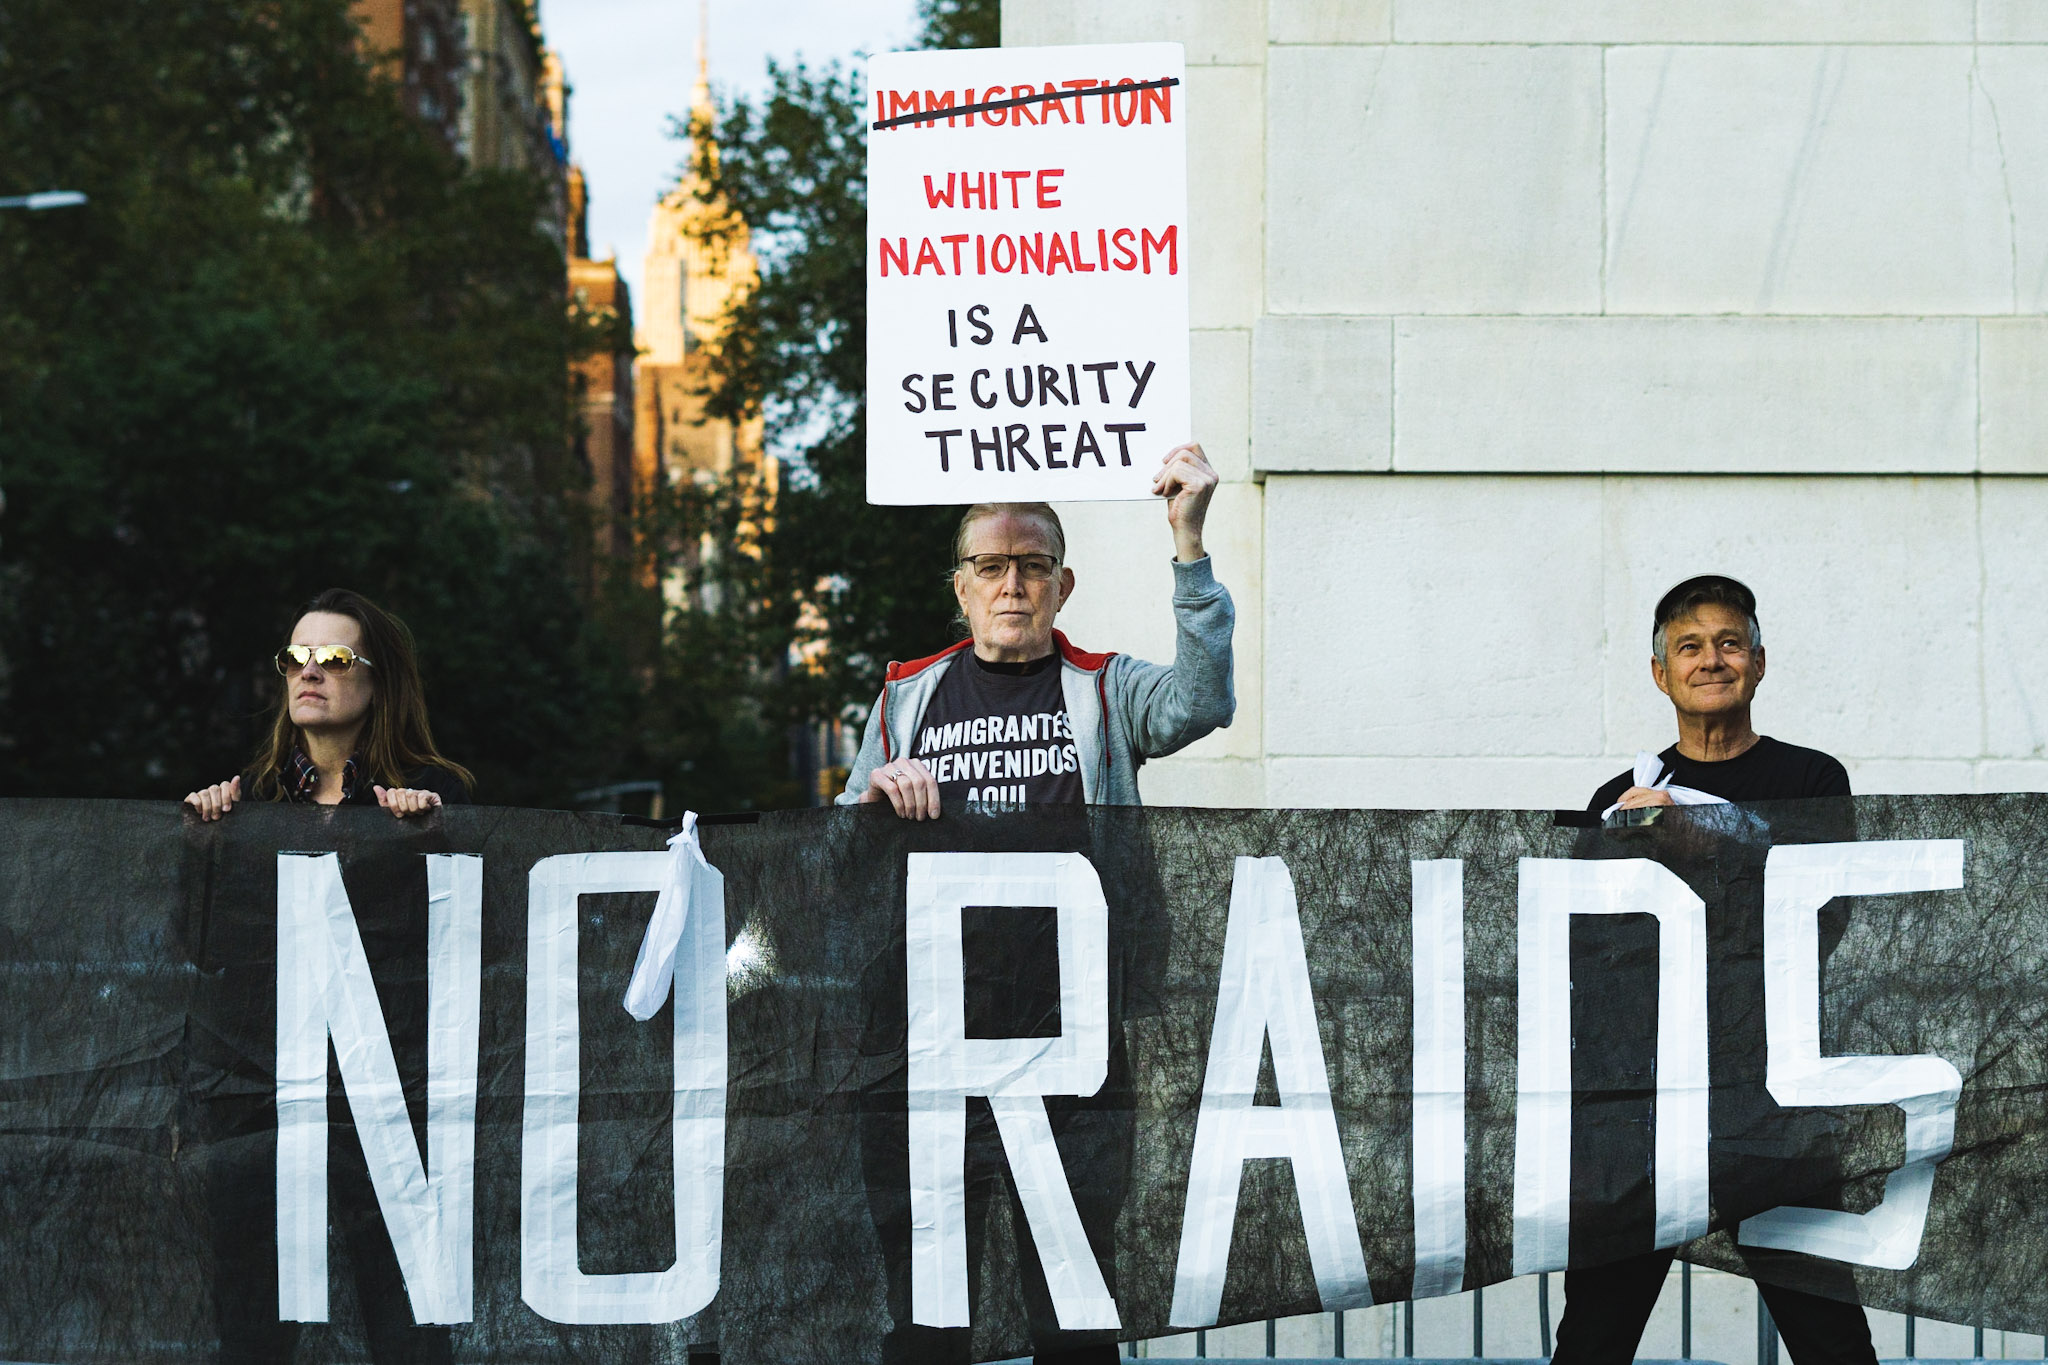 IMMIGRATION
WHITE
NATIONALISM
IS A
SECURITY
THREAT
INMIGRANTES
BIENVENIDOS
AQUI
NO RAIDS